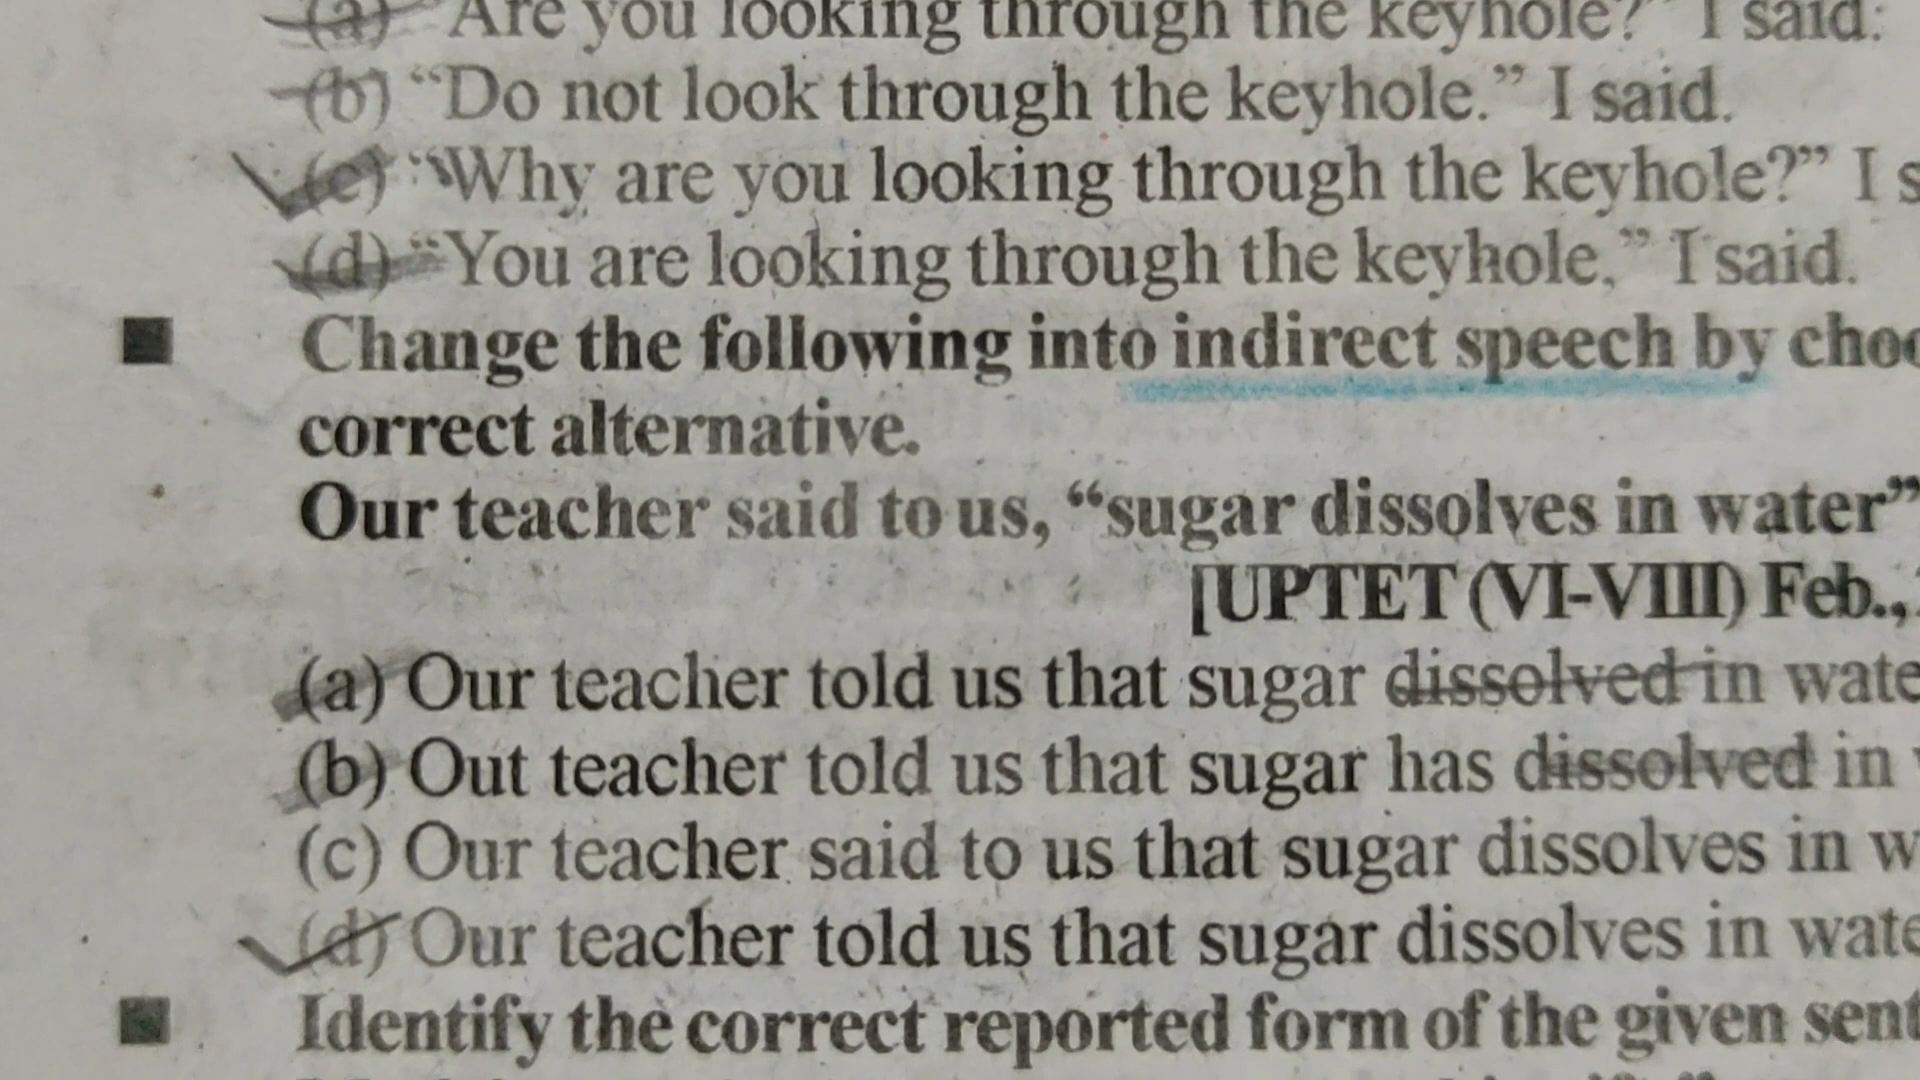 (a) "Are you looking through the keyhole?" I said.
(b) "Do not look through the keyhole." I said.
(c) "Why are you looking through the keyhole?" I
(d) "You are looking through the keyhole," I said.
Change the following into indirect speech by
correct alternative.
Our teacher said to us, "sugar dissolves in water"
[UPTET (VI-VIII) Feb.,
(a) Our teacher told us that sugar dissolved in
(b) Out teacher told us that sugar has dissolved in
(c) Our teacher said to us that sugar dissolves in
(d) Our teacher told us that sugar dissolves in
Identify the correct reported form of the given